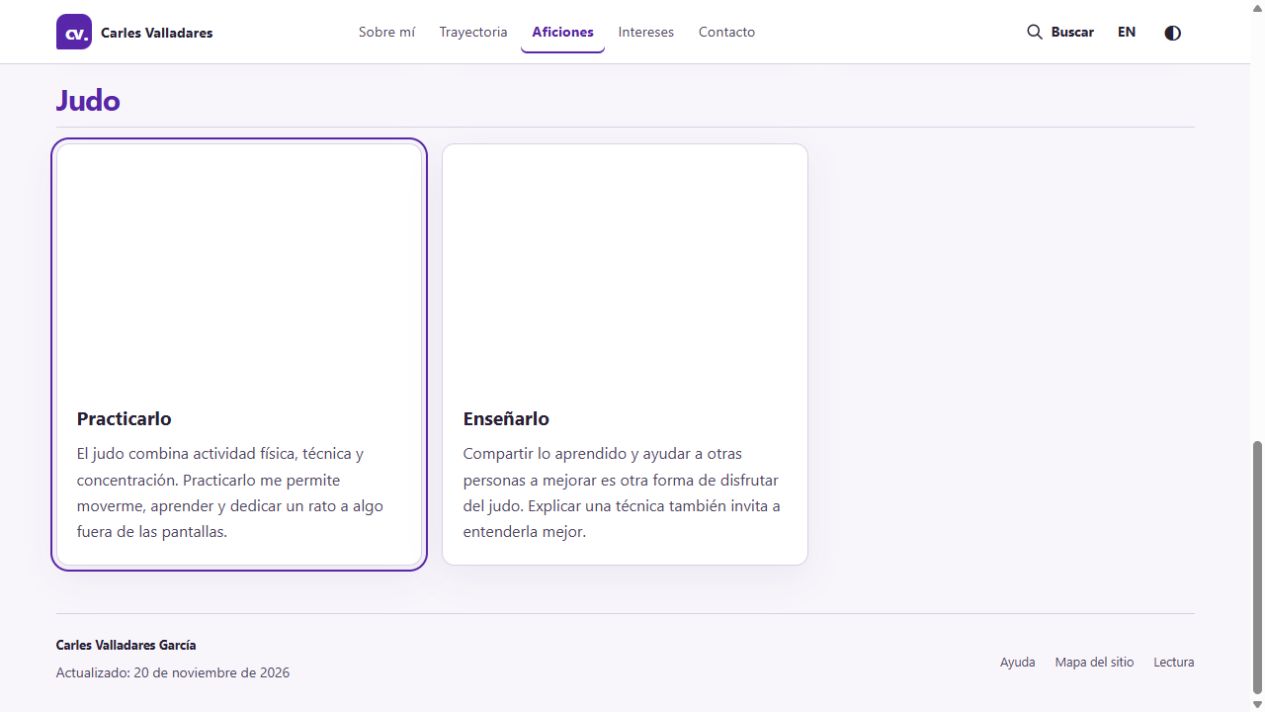 cv.
Carles Valladares
Sobre mí
Trayectoria
Aficiones
Intereses
Contacto
Buscar
EN
Judo
Practicarlo
El judo combina actividad física, técnica y
concentración. Practicarlo me permite
moverme, aprender y dedicar un rato a algo
fuera de las pantallas.
Enseñarlo
Compartir lo aprendido y ayudar a otras
personas a mejorar es otra forma de disfrutar
del judo. Explicar una técnica también invita a
entenderla mejor.
Carles Valladares García
Actualizado: 20 de noviembre de 2026
Ayuda
Mapa del sitio
Lectura